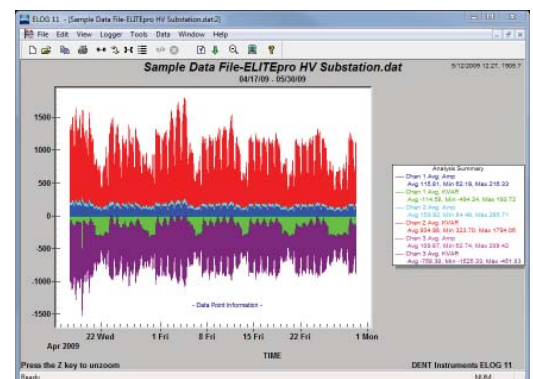 ELOG 11 - [Sample Data File-ELITEpro HV Substation.dat:2]
File Edit View Logger Tools Data Window Help
Sample Data File-ELITEpro HV Substation.dat
04/17/09 - 05/30/09
1500
1000
500
0
-500
-1000
-1500
Analysis Summary
Chan 1 Avg. Amp
Chan 1 Avg. KVAR
Chan 2 Avg. Amp
Chan 2 Avg. KVAR
Chan 3 Avg. Amp
Chan 3 Avg. KVAR
- Data Point Information -
22 Wed 1 Fri 8 Fri 15 Fri 22 Fri 1 Mon
Apr 2009
TIME
Press the Z key to unzoom DENT Instruments ELOG 11
Ready NUM